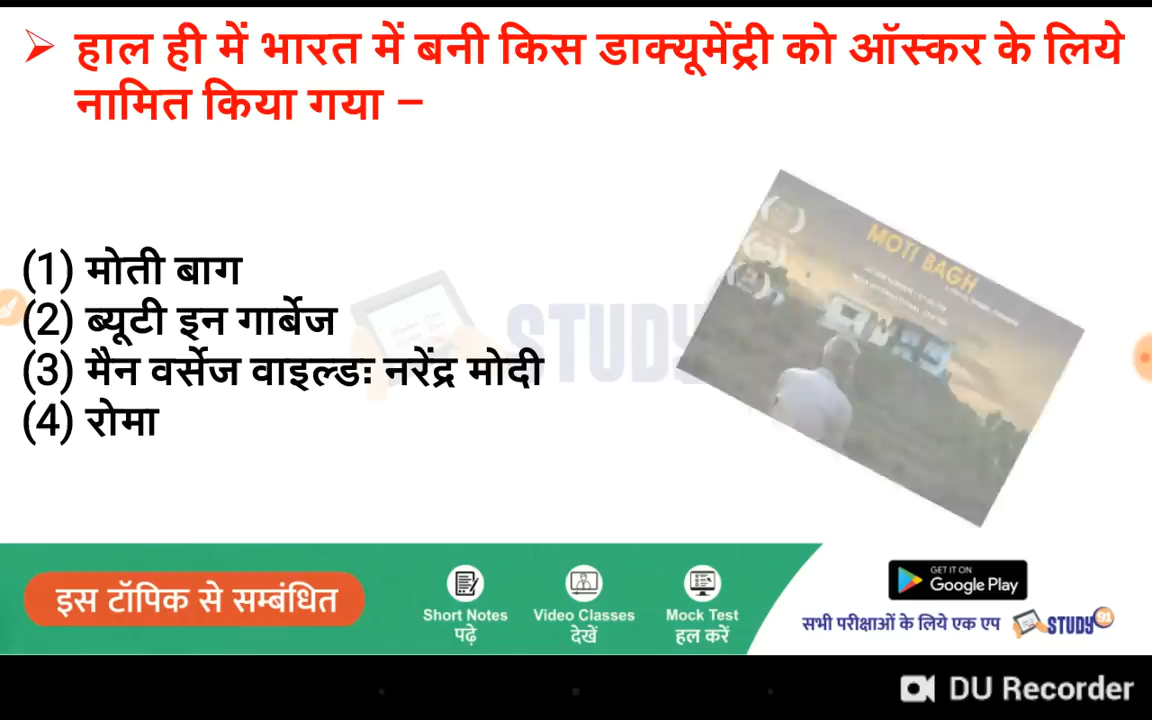 ➢ हाल ही में भारत में बनी किस डाक्यूमेंट्री को ऑस्कर के लिये
नामित किया गया –
MOTI BAGH
(1) मोती बाग
(2) ब्यूटी इन गार्बेज
(3) मैन वर्सेज वाइल्डः नरेंद्र मोदी
(4) रोमा
STUDY
इस टॉपिक से सम्बंधित
Short Notes
पढ़े
Video Classes
देखें
Mock Test
हल करें
GET IT ON
Google Play
सभी परीक्षाओं के लिये एक एप
STUDY 91
DU Recorder